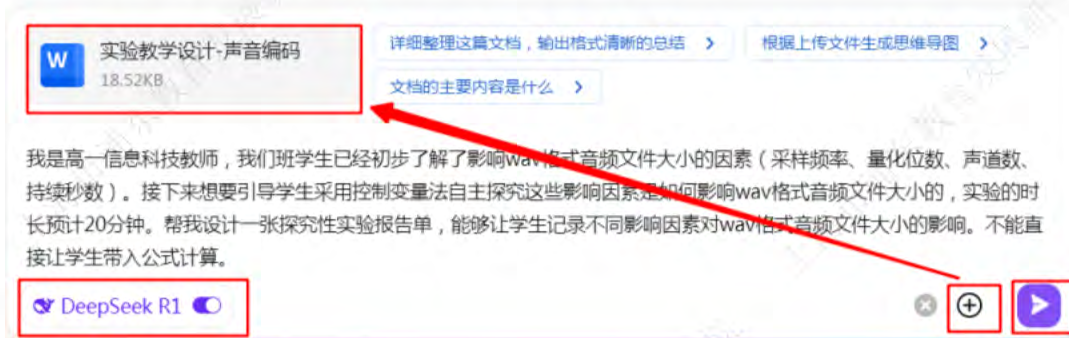 实验教学设计-声音编码
18.52KB
详细整理这篇文档，输出格式清晰的总结 >
根据上传文件生成思维导图 >
文档的主要内容是什么 >
我是高一信息科技教师，我们班学生已经初步了解了影响wav格式音频文件大小的因素（采样频率、量化位数、声道数、
持续秒数）。接下来想要引导学生采用控制变量法自主探究这些影响因素是如何影响wav格式音频文件大小的，实验的时
长预计20分钟。帮我设计一张探究性实验报告单，能够让学生记录不同影响因素对wav格式音频文件大小的影响。不能直
接让学生带入公式计算。
DeepSeek R1